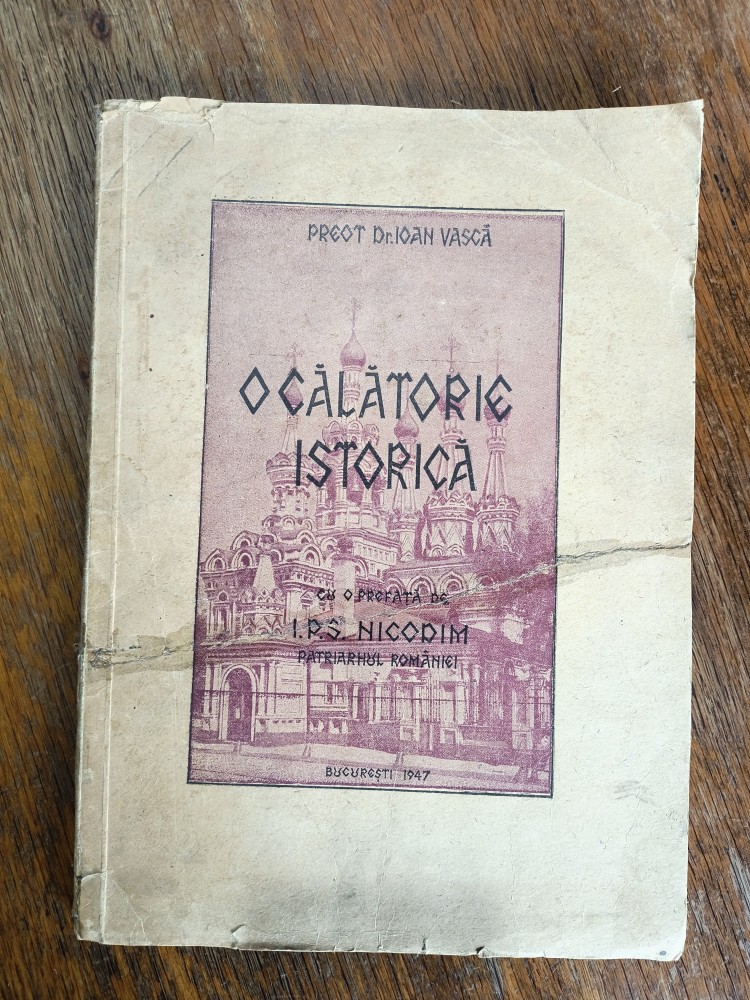 PREOT Dr. IOAN VASCĂ
O CĂLĂTORIE
ISTORICĂ
CU O PREFAȚĂ DE
I.P.S. NICODIM
PATRIARHUL ROMÂNIEI
BUCUREȘTI 1947